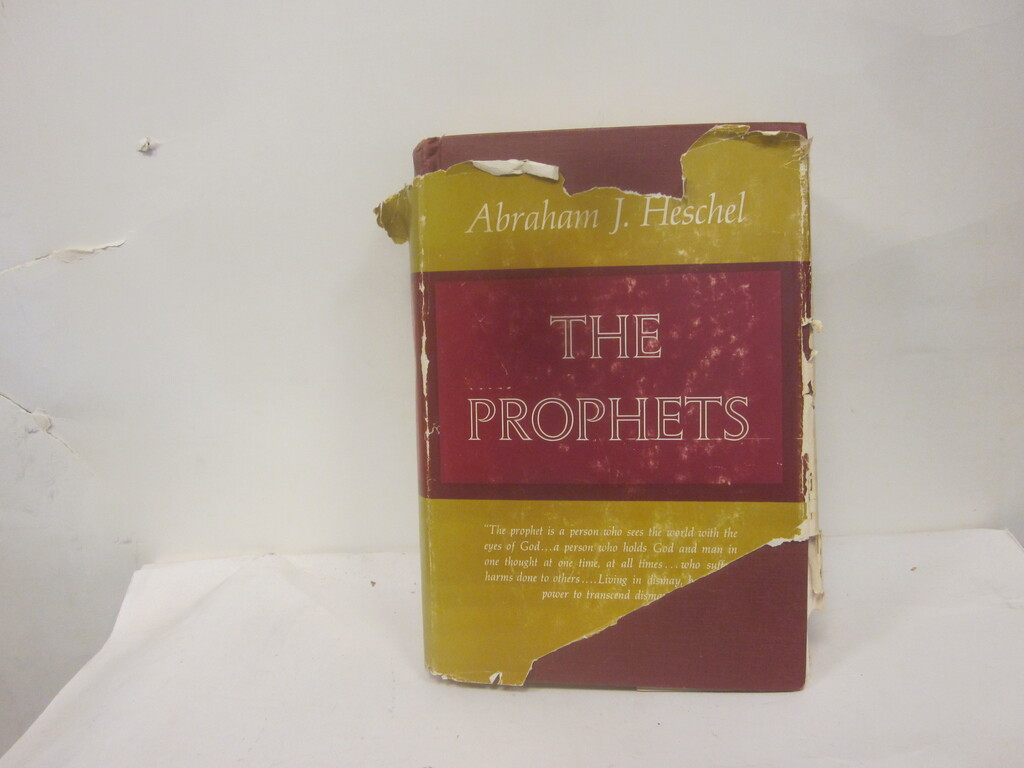 Abraham J. Heschel
THE
PROPHETS
"The prophet is a person who sees the world with the
eyes of God...a person who holds God and man in
one thought at one time, at all times...who
harms done to others....Living in dismay,
power to transcend